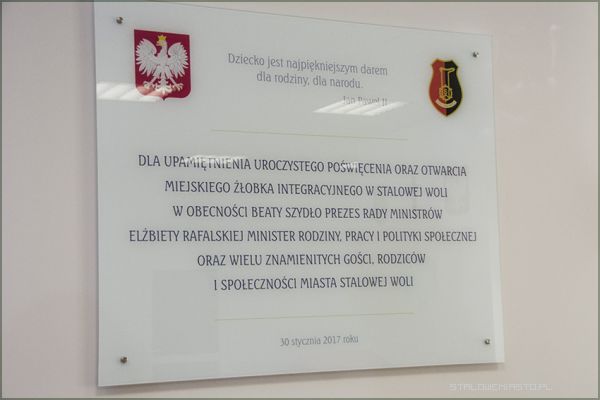 Dziecko jest najpiękniejszym darem
dla rodziny, dla narodu.
Jan Paweł II
DLA UPAMIĘTNIENIA UROCZYSTEGO POŚWIĘCENIA ORAZ OTWARCIA
MIEJSKIEGO ŻŁOBKA INTEGRACYJNEGO W STALOWEJ WOLI
W OBECNOŚCI BEATY SZYDŁO PREZES RADY MINISTRÓW
ELŻBIETY RAFALSKIEJ MINISTER RODZINY, PRACY I POLITYKI SPOŁECZNEJ
ORAZ WIELU ZNAMIENITYCH GOŚCI, RODZICÓW
I SPOŁECZNOŚCI MIASTA STALOWEJ WOLI
30 stycznia 2017 roku
STALOWEMIASTO.PL